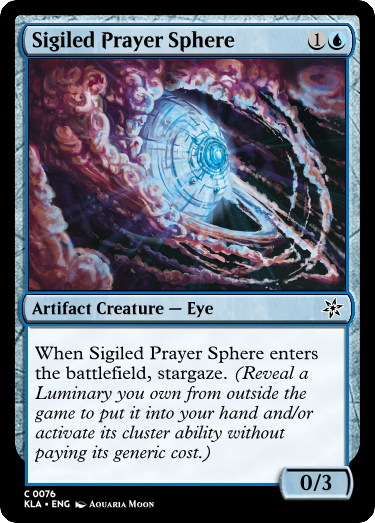 Sigiled Prayer Sphere 1
Artifact Creature — Eye
When Sigiled Prayer Sphere enters
the battlefield, stargaze. (Reveal a
Luminary you own from outside the
game to put it into your hand and/or
activate its cluster ability without
paying its generic cost.)
0/3
C 0076
KLA • ENG Aquaria Moon